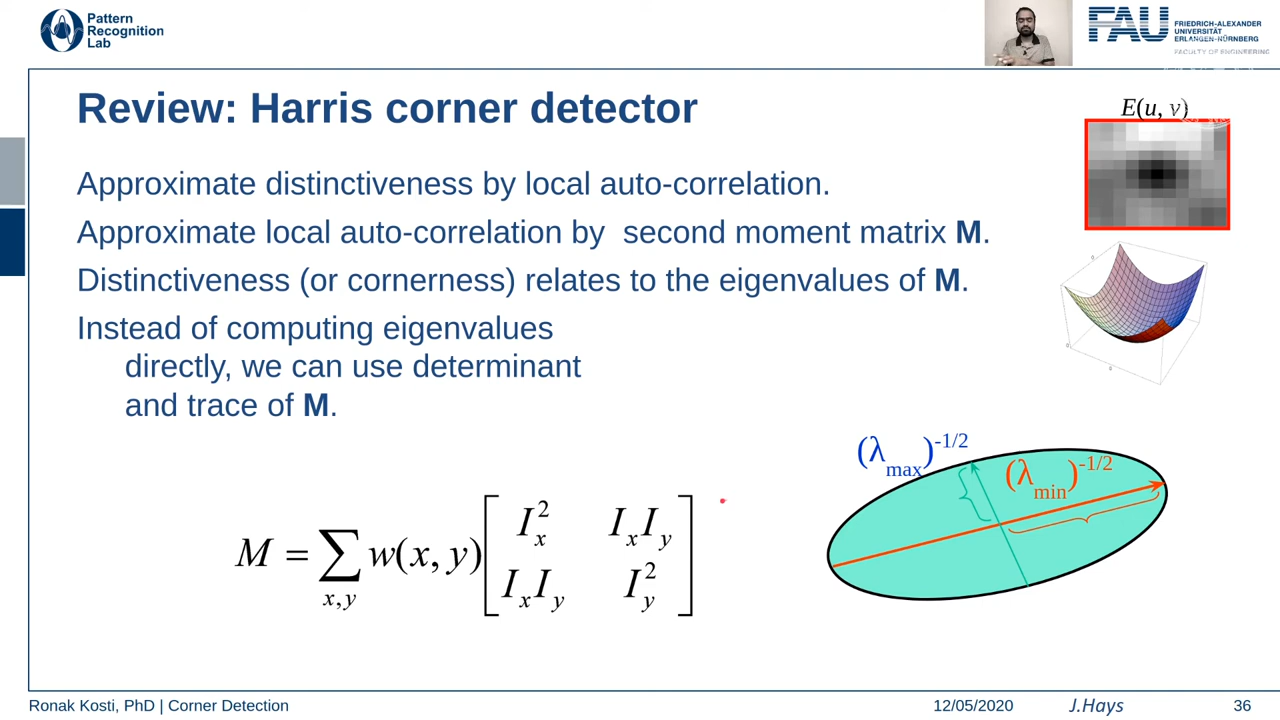 Pattern
Recognition
Lab
FAU
FRIEDRICH-ALEXANDER
UNIVERSITÄT
ERLANGEN-NÜRNBERG
FACULTY OF ENGINEERING
Review: Harris corner detector
E(u, v)
Approximate distinctiveness by local auto-correlation.
Approximate local auto-correlation by second moment matrix M.
Distinctiveness (or cornerness) relates to the eigenvalues of M.
Instead of computing eigenvalues
directly, we can use determinant
and trace of M.
(λmax)-1/2
(λmin)-1/2
M = ∑x,y w(x, y) [Ix² IxIy
IxIy Iy²]
Ronak Kosti, PhD | Corner Detection
12/05/2020
J.Hays
36